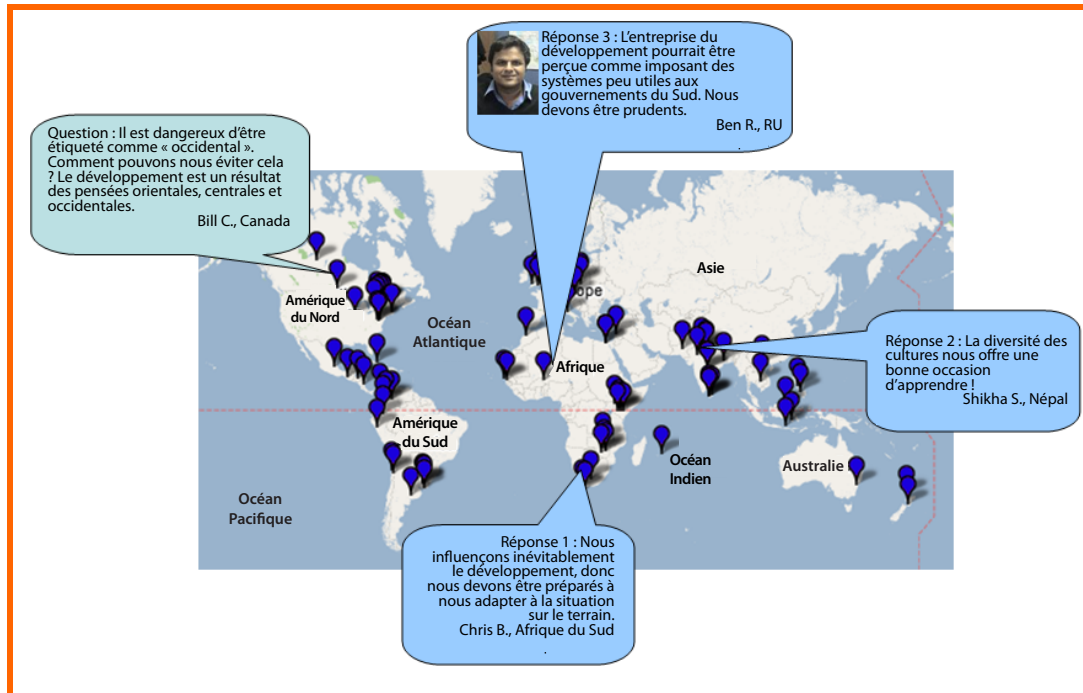 Réponse 3 : L'entreprise du
développement pourrait être
perçue comme imposant des
systèmes peu utiles aux
gouvernements du Sud. Nous
devons être prudents.
Ben R., RU
.
Question : Il est dangereux d'être
étiqueté comme « occidental ».
Comment pouvons nous éviter cela
? Le développement est un résultat
des pensées orientales, centrales et
occidentales.
Bill C., Canada
Asie
ope
Amérique
du Nord
Océan
Atlantique
Afrique
Réponse 2 : La diversité des
cultures nous offre une
bonne occasion
d'apprendre !
Shikha S., Népal
Amérique
du Sud
Océan
Indien
Australie
Océan
Pacifique
Réponse 1 : Nous
influençons inévitablement
le développement, donc
nous devons être préparés à
nous adapter à la situation
sur le terrain.
Chris B., Afrique du Sud
.